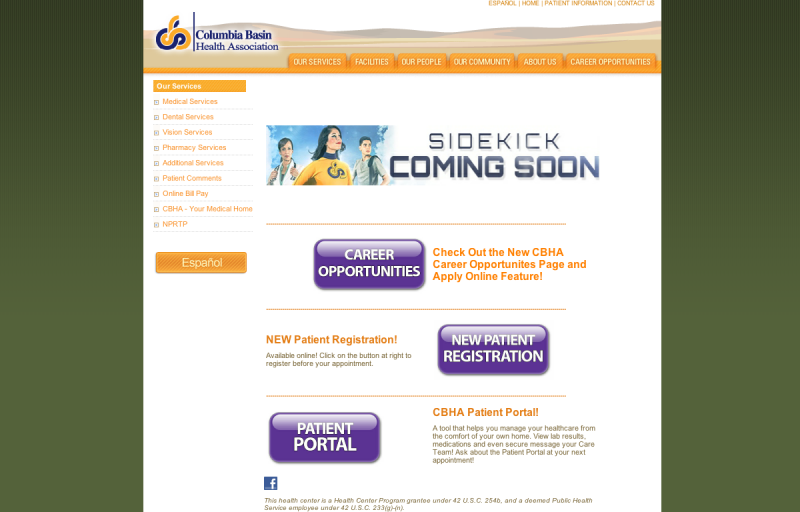 ESPAÑOL | HOME | PATIENT INFORMATION | CONTACT US
Columbia Basin
Health Association
OUR SERVICES FACILITIES OUR PEOPLE OUR COMMUNITY ABOUT US CAREER OPPORTUNITIES
Our Services
Medical Services
Dental Services
Vision Services
Pharmacy Services
Additional Services
Patient Comments
Online Bill Pay
CBHA - Your Medical Home
NPRTP
Español
SIDEKICK
COMING SOON
CAREER
OPPORTUNITIES
Check Out the New CBHA
Career Opportunites Page and
Apply Online Feature!
NEW Patient Registration!
Available online! Click on the button at right to
register before your appointment.
NEW PATIENT
REGISTRATION
PATIENT
PORTAL
CBHA Patient Portal!
A tool that helps you manage your healthcare from
the comfort of your own home. View lab results,
medications and even secure message your Care
Team! Ask about the Patient Portal at your next
appointment!
f
This health center is a Health Center Program grantee under 42 U.S.C. 254b, and a deemed Public Health
Service employee under 42 U.S.C. 233(g)-(n).